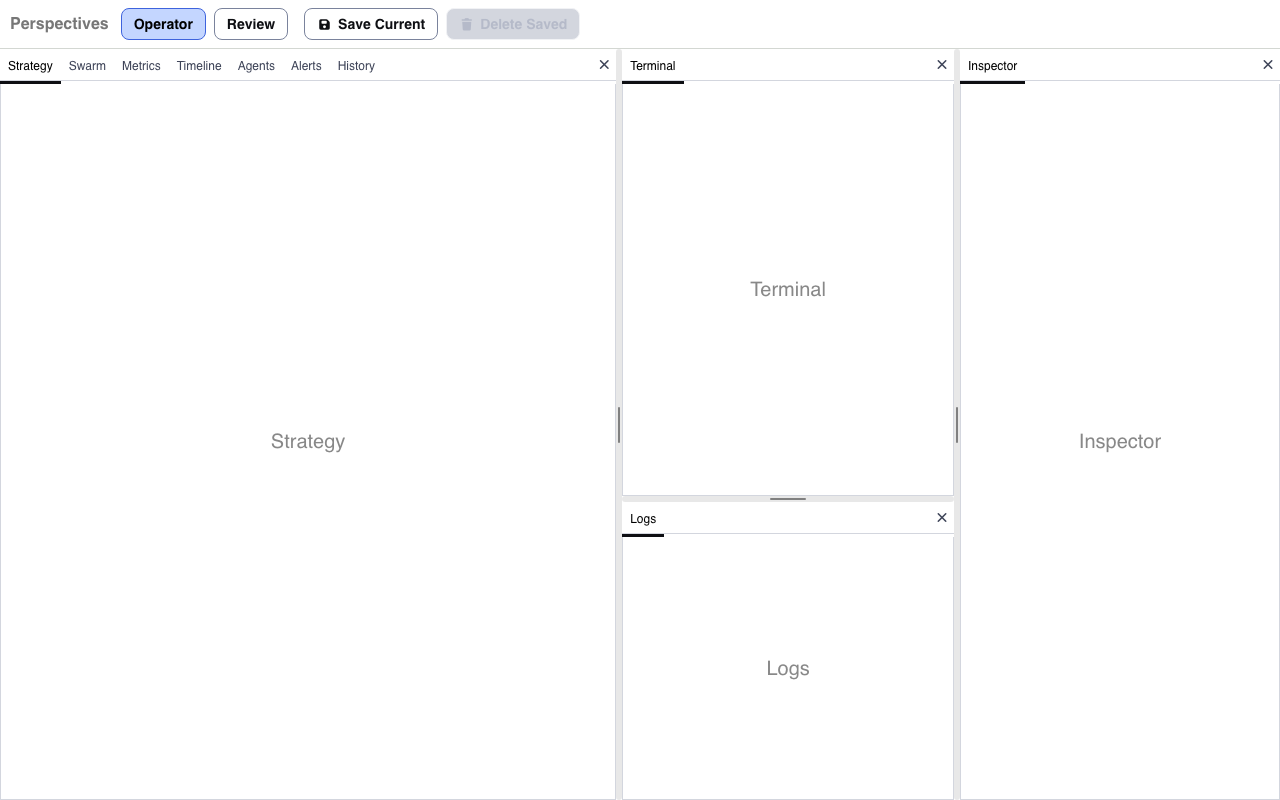 Perspectives Operator Review Save Current Delete Saved
Strategy Swarm Metrics Timeline Agents Alerts History
Terminal
Inspector
Terminal
Strategy
Inspector
Logs
Logs